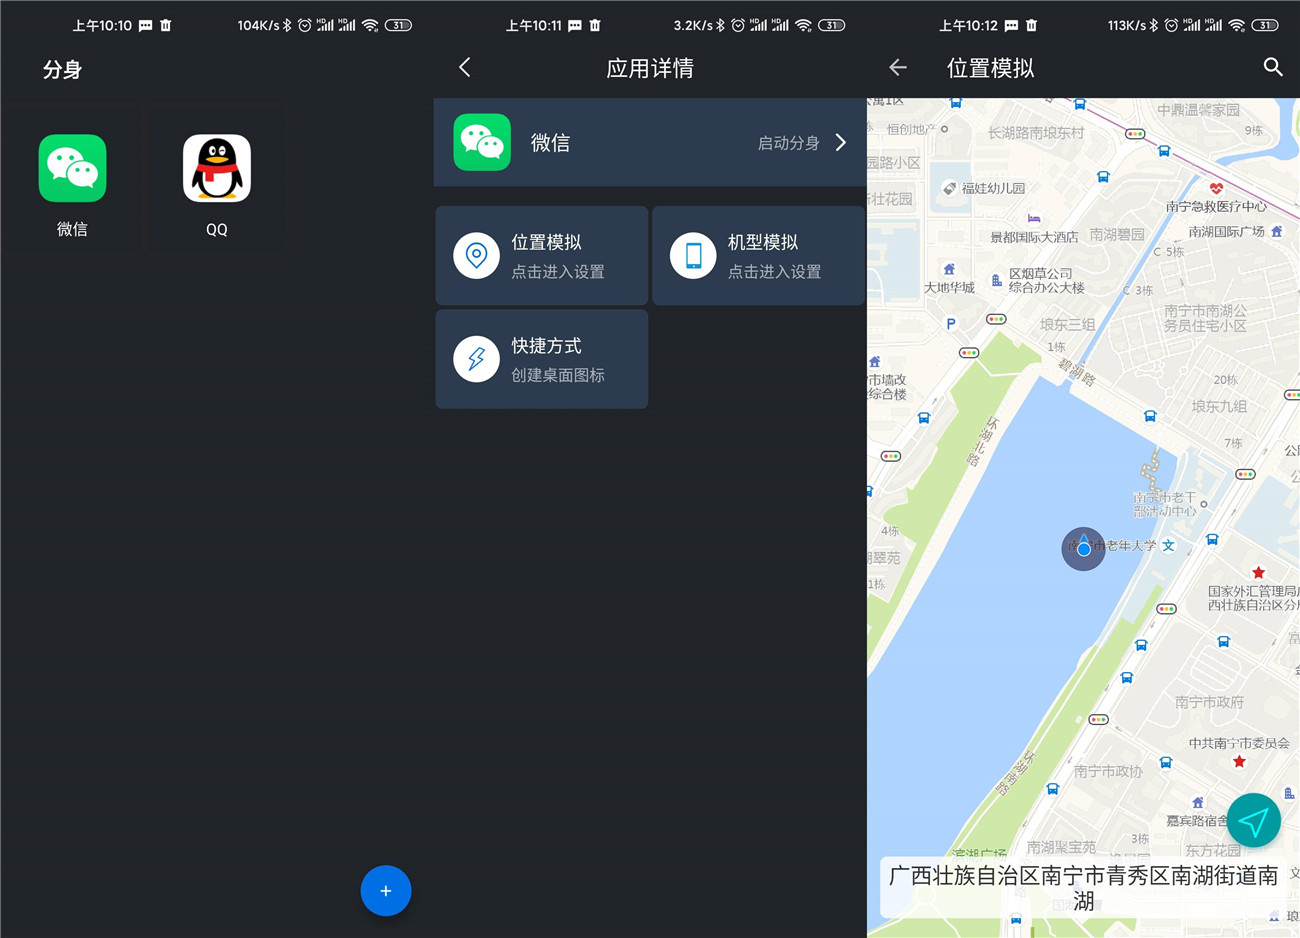 上午10:10
104K/s
HD
HD
31
分身
微信
QQ
+
上午10:11
3.2K/s
HD
HD
31
应用详情
微信
启动分身
位置模拟
点击进入设置
机型模拟
点击进入设置
快捷方式
创建桌面图标
上午10:12
113K/s
HD
HD
31
位置模拟
中鼎温馨家园
9栋
恒创地产
长湖路南埌东村
园路小区
福娃幼儿园
壮花园
南宁急救医疗中心
景都国际大酒店
南湖碧园
南湖国际广场
C 5栋
区烟草公司
综合办公大楼
大地华城
C 3栋
南宁市南湖公
务员住宅小区
P
埌东三组
1栋
碧湖路
市墙改
综合楼
20栋
埌东九组
环湖北路
7栋
南宁市老干
部活动中心
4栋
市老年大学
文
翠苑
1栋
国家外汇管理局
西壮族自治区分
南宁市政府
中共南宁市委员会
南宁市政协
环湖南路
嘉宾路宿舍
3栋
南湖聚宝苑
东方花园
滨湖广场
广西壮族自治区南宁市青秀区南湖街道南
湖